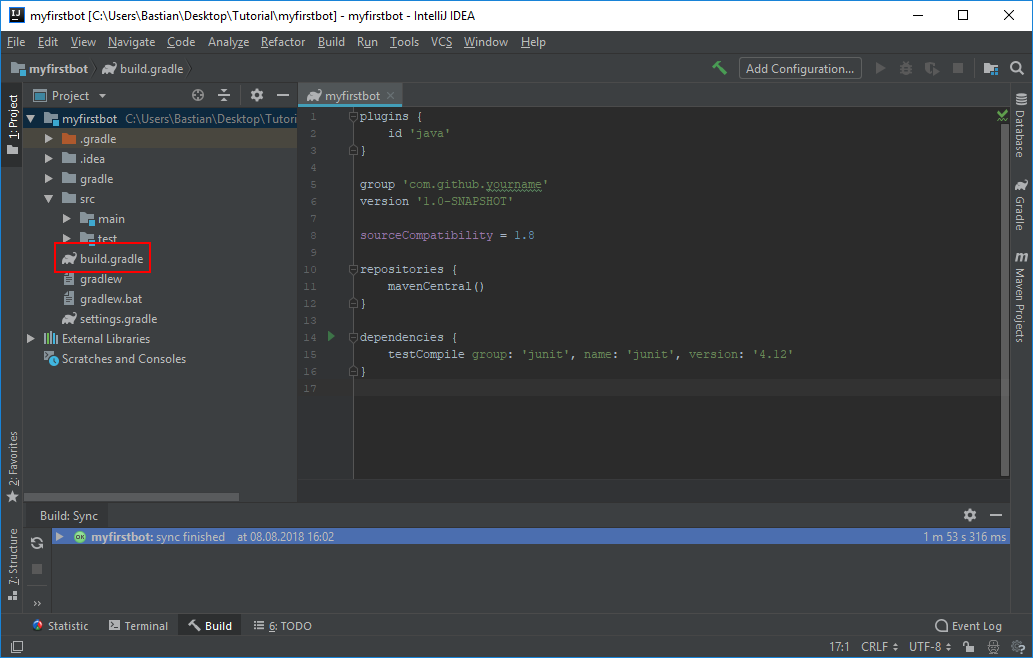 myfirstbot [C:\Users\Bastian\Desktop\Tutorial\myfirstbot] - myfirstbot - IntelliJ IDEA
File Edit View Navigate Code Analyze Refactor Build Run Tools VCS Window Help
myfirstbot build.gradle Add Configuration...
1: Project
Project
myfirstbot C:\Users\Bastian\Desktop\Tutori
.gradle
.idea
gradle
src
main
test
build.gradle
gradlew
gradlew.bat
settings.gradle
External Libraries
Scratches and Consoles
myfirstbot
1 plugins {
2 id 'java'
3 }
4
5 group 'com.github.yourname'
6 version '1.0-SNAPSHOT'
7
8 sourceCompatibility = 1.8
9
10 repositories {
11 mavenCentral()
12 }
13
14 dependencies {
15 testCompile group: 'junit', name: 'junit', version: '4.12'
16 }
17
Database
Gradle
m Maven Projects
2: Favorites
7: Structure
Build: Sync
OK myfirstbot: sync finished at 08.08.2018 16:02 1 m 53 s 316 ms
Statistic Terminal Build 6: TODO Event Log
17:1 CRLF UTF-8